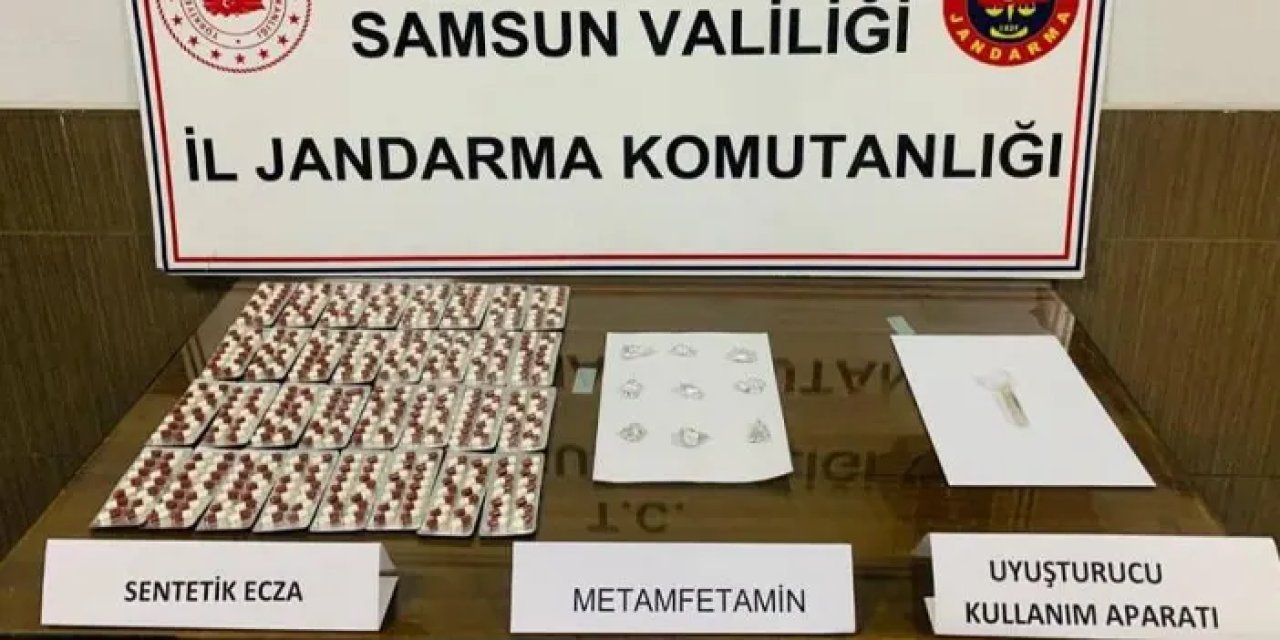 SAMSUN VALİLİĞİ
İL JANDARMA KOMUTANLIĞI
JANDARMA
T.C.
SENTETİK ECZA
METAMFETAMİN
UYUŞTURUCU
KULLANIM APARATI